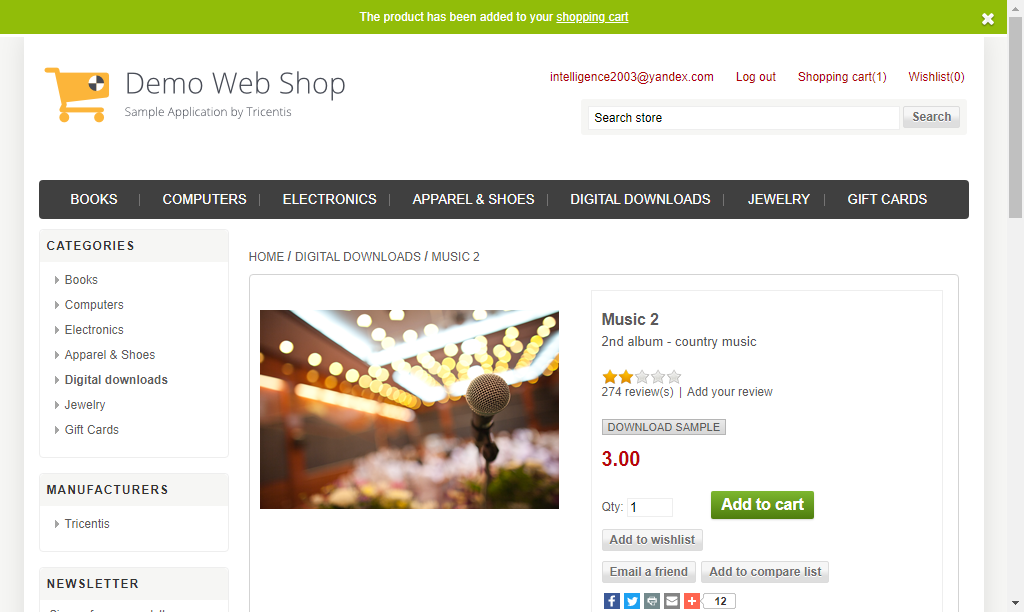 The product has been added to your shopping cart
Demo Web Shop
Sample Application by Tricentis
intelligence2003@yandex.com Log out Shopping cart(1) Wishlist(0)
Search store Search
BOOKS COMPUTERS ELECTRONICS APPAREL & SHOES DIGITAL DOWNLOADS JEWELRY GIFT CARDS
CATEGORIES
Books
Computers
Electronics
Apparel & Shoes
Digital downloads
Jewelry
Gift Cards
MANUFACTURERS
Tricentis
NEWSLETTER
HOME / DIGITAL DOWNLOADS / MUSIC 2
Music 2
2nd album - country music
274 review(s) | Add your review
DOWNLOAD SAMPLE
3.00
Qty: 1 Add to cart
Add to wishlist
Email a friend Add to compare list
12